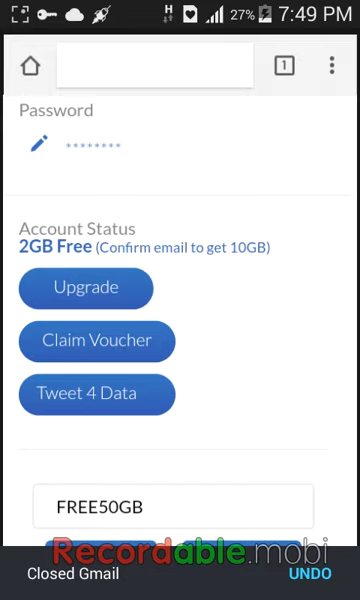 H 27% 7:49 PM
1
Password
********
Account Status
2GB Free (Confirm email to get 10GB)
Upgrade
Claim Voucher
Tweet 4 Data
FREE50GB
Recordable.mobi
Closed Gmail UNDO